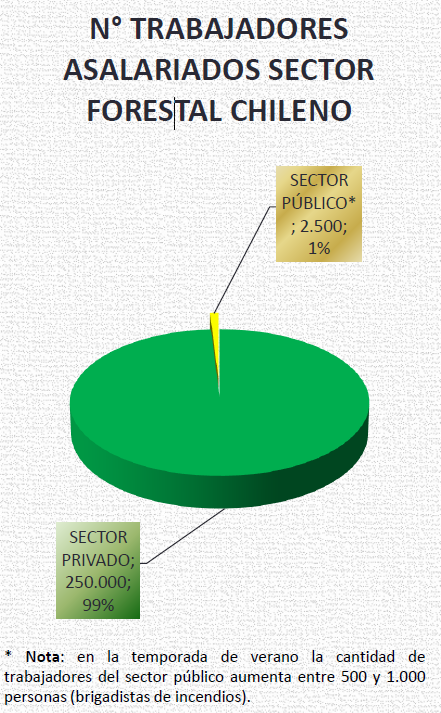 N° TRABAJADORES
ASALARIADOS SECTOR
FORESTAL CHILENO
SECTOR
PÚBLICO*
; 2.500;
1%
SECTOR
PRIVADO;
250.000;
99%
* Nota: en la temporada de verano la cantidad de
trabajadores del sector público aumenta entre 500 y 1.000
personas (brigadistas de incendios).